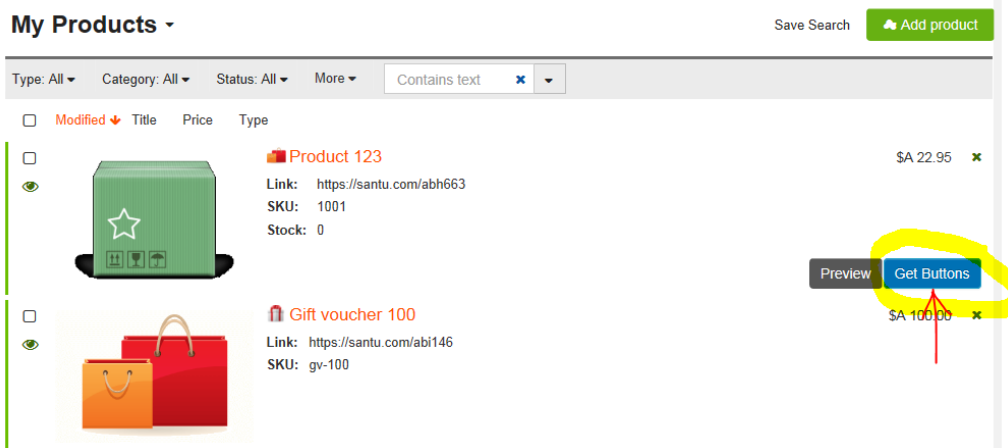 My Products
Save Search
Add product
Type: All
Category: All
Status: All
More
Contains text
Modified Title Price Type
Product 123
$A 22.95
Link: https://santu.com/abh663
SKU: 1001
Stock: 0
Preview
Get Buttons
Gift voucher 100
$A 100.00
Link: https://santu.com/abi146
SKU: gv-100